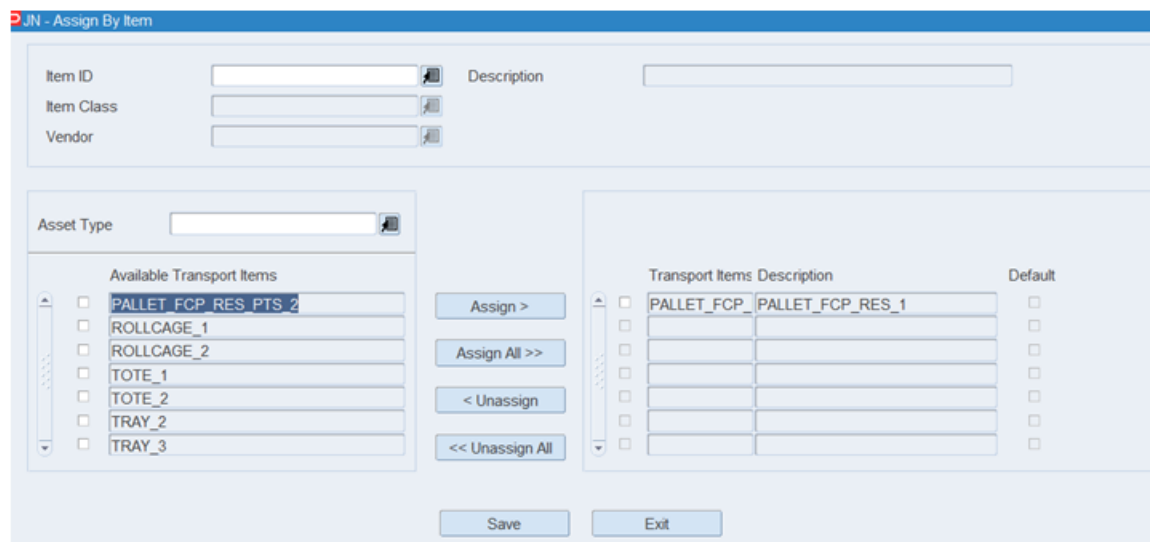 JN - Assign By Item
Item ID Description
Item Class
Vendor
Asset Type
Available Transport Items
PALLET_FCP_RES_PTS_2
ROLLCAGE_1
ROLLCAGE_2
TOTE_1
TOTE_2
TRAY_2
TRAY_3
Assign >
Assign All >>
< Unassign
<< Unassign All
Transport Items Description Default
PALLET_FCP_ PALLET_FCP_RES_1
Save Exit